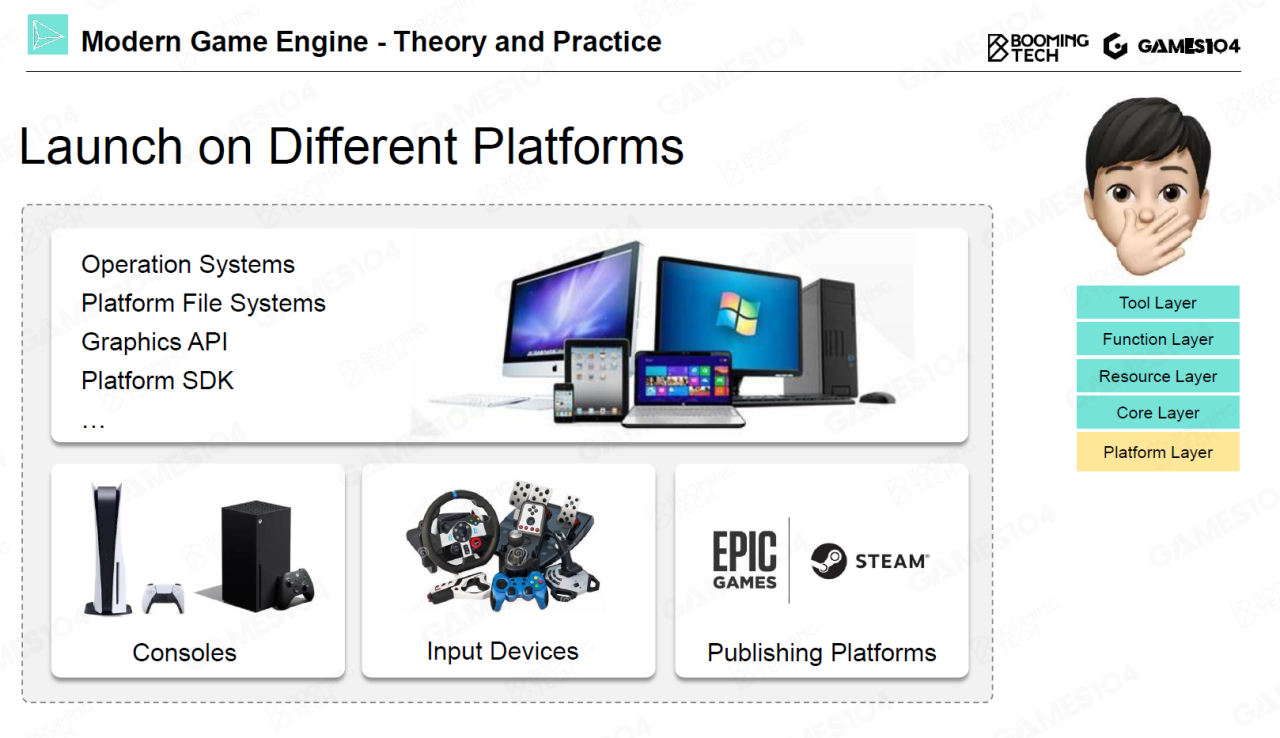 Modern Game Engine - Theory and Practice
BOOMING
TECH
GAMES104
Launch on Different Platforms
Operation Systems
Platform File Systems
Graphics API
Platform SDK
…
Tool Layer
Function Layer
Resource Layer
Core Layer
Platform Layer
EPIC
GAMES
STEAM®
Consoles
Input Devices
Publishing Platforms